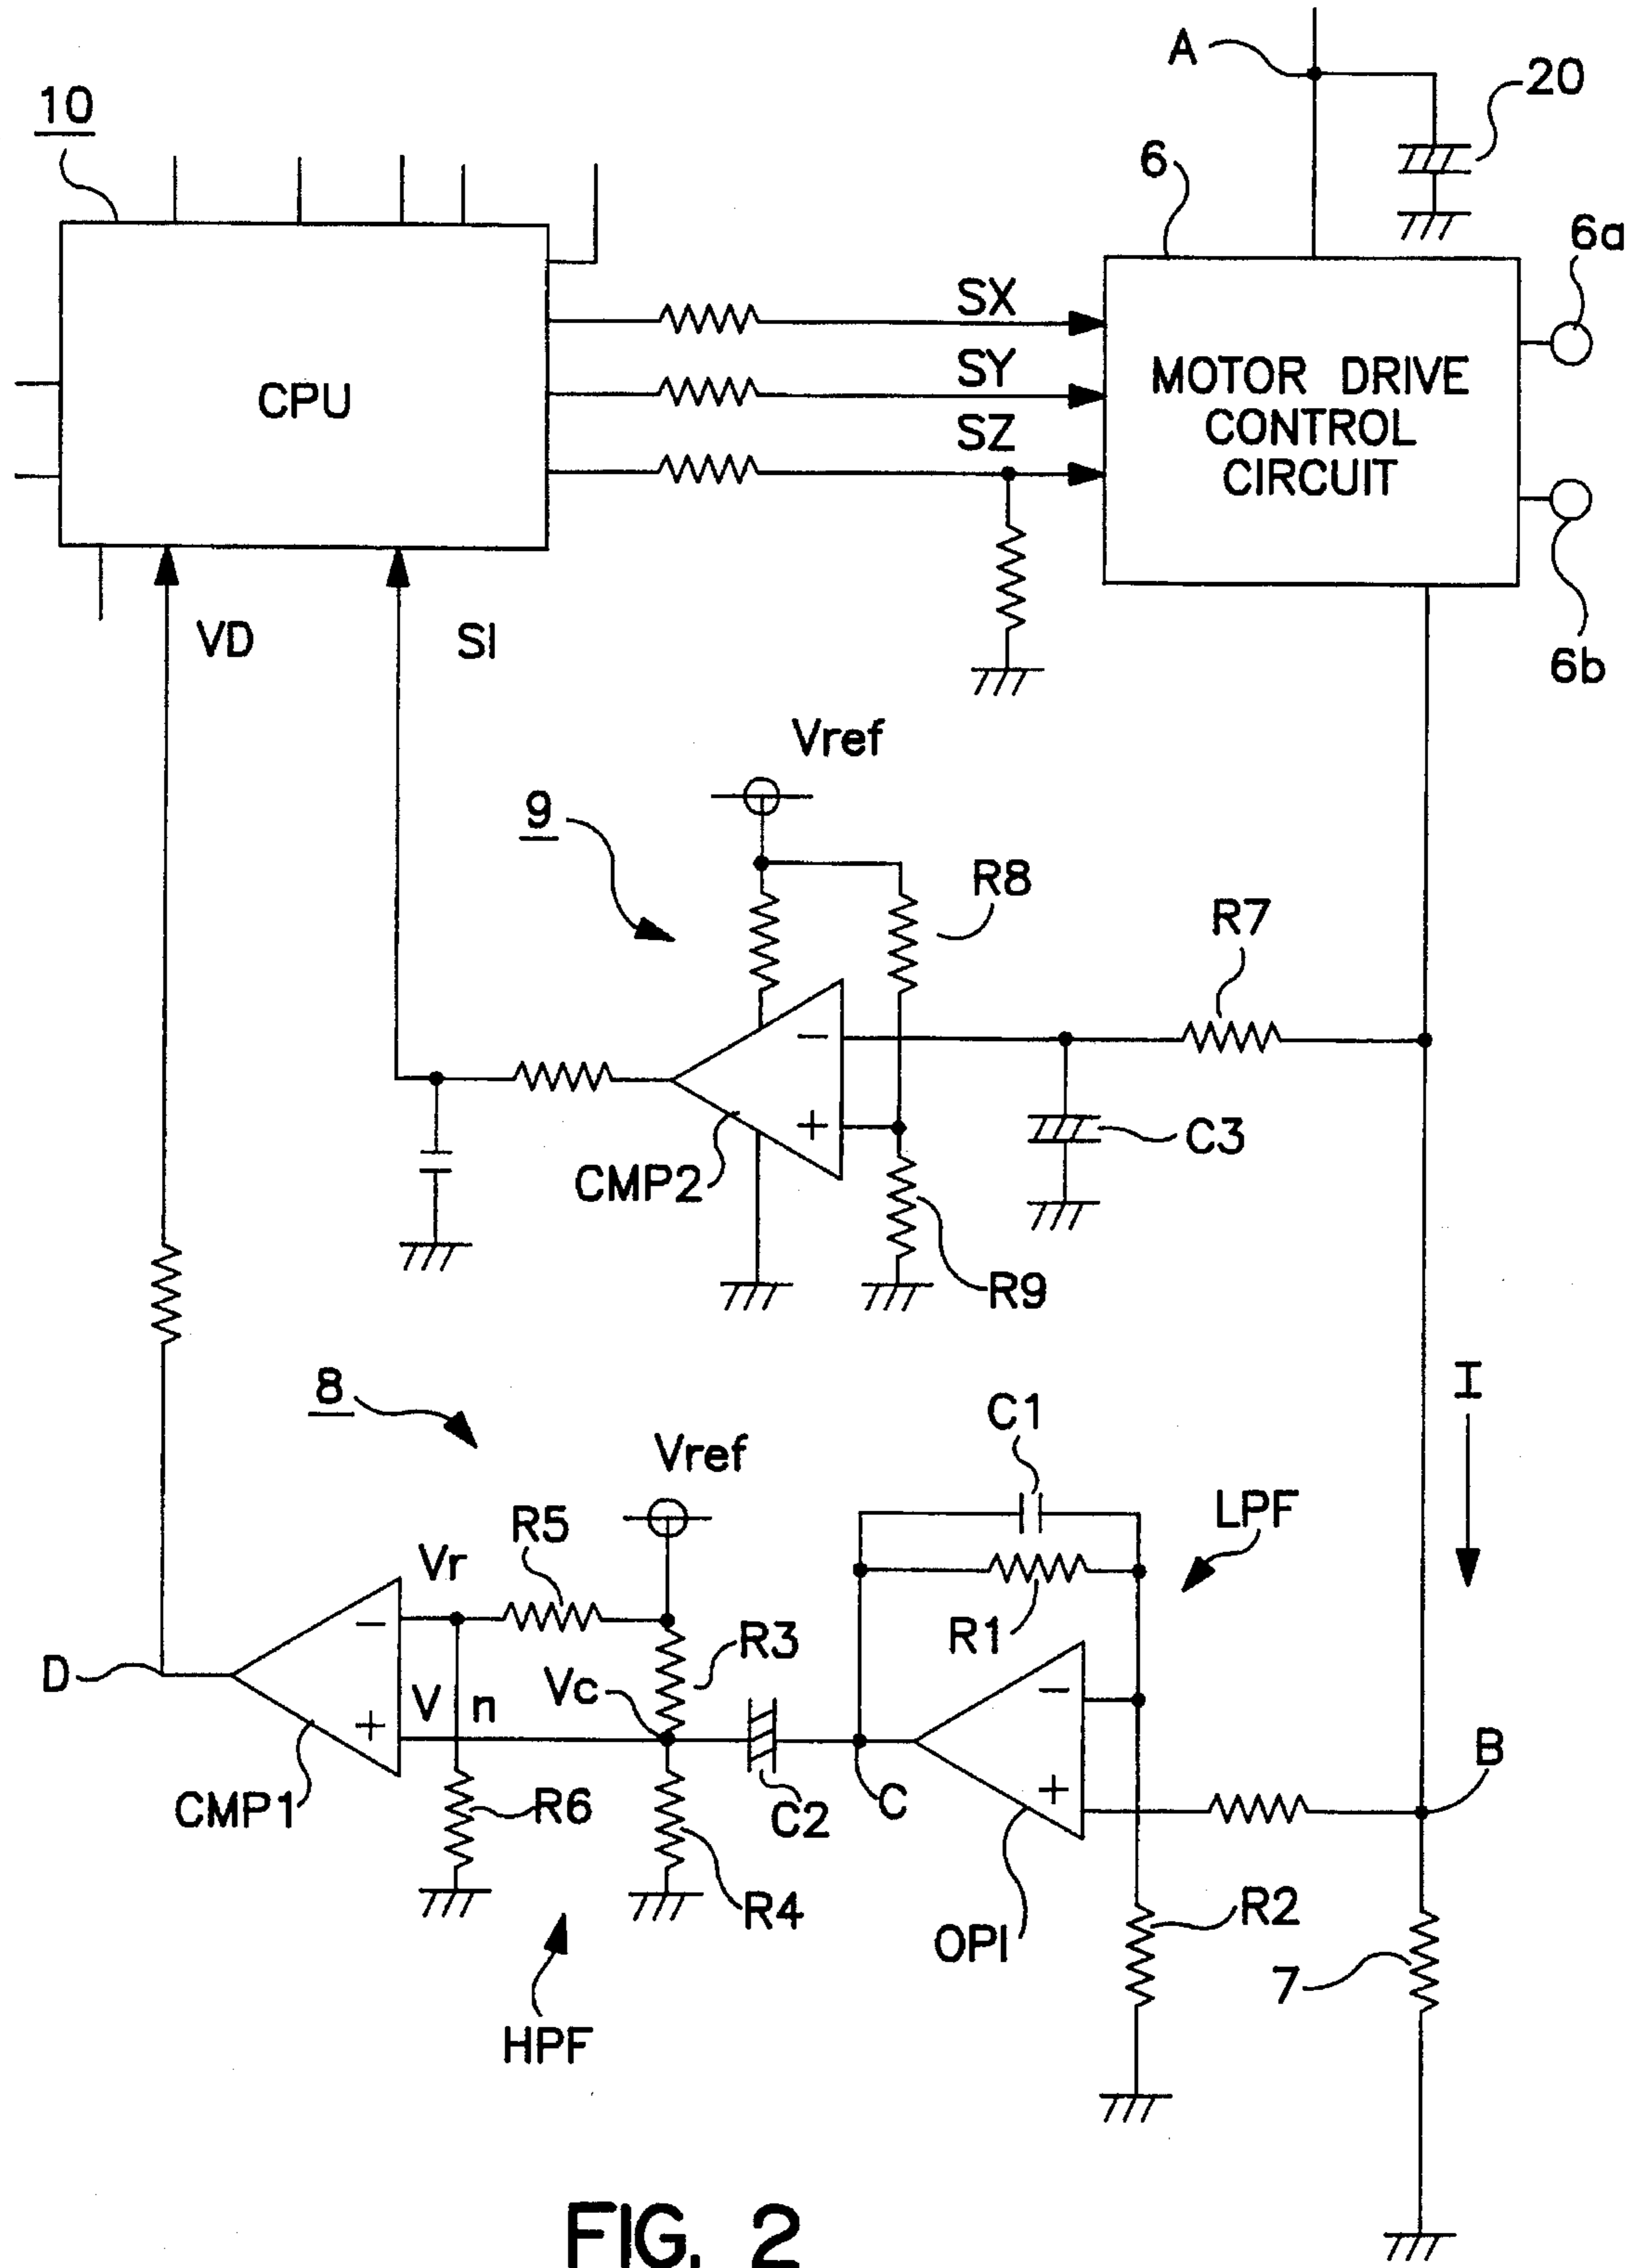 A
20
10
6
6a
SX
SY
SZ
CPU
MOTOR DRIVE
CONTROL
CIRCUIT
VD
SI
6b
Vref
9
R8
R7
−
+
CMP2
C3
R9
8
I
C1
Vref
LPF
R5
Vr
R1
R3
D
Vc
−
−
V n
+
+
B
CMP1
R6
C2
C
R4
OPI
R2
7
HPF
FIG. 2